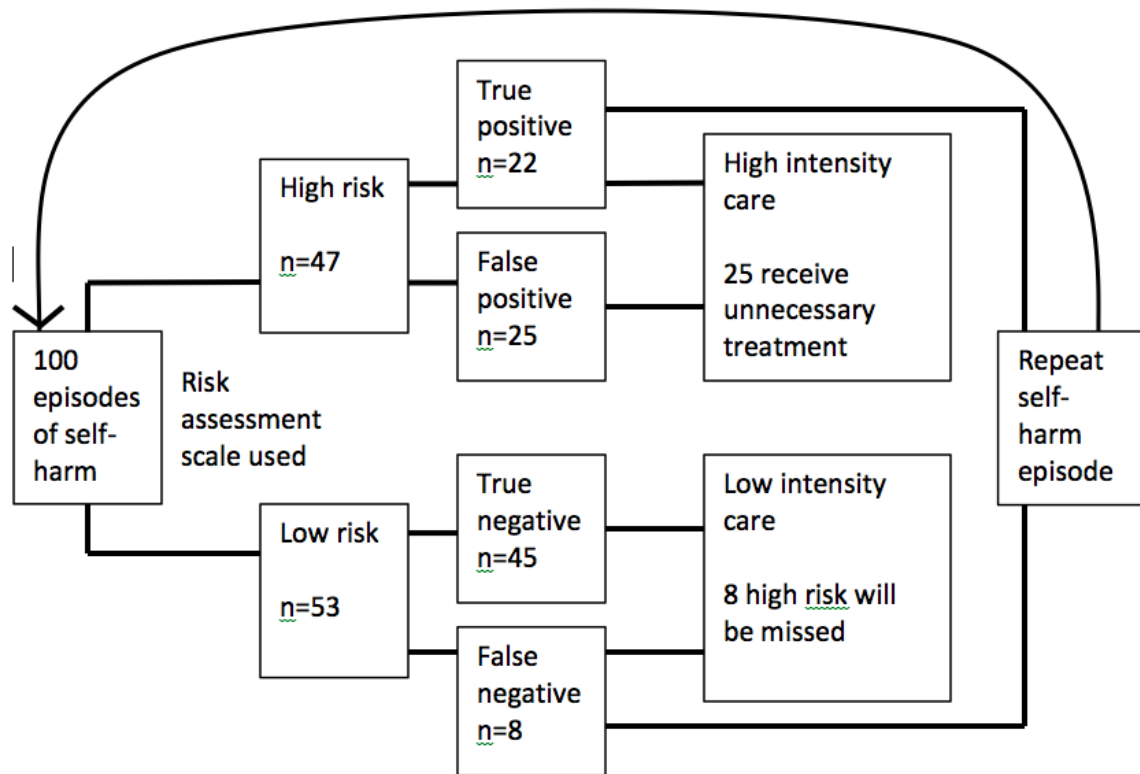 100
episodes
of self-
harm
Risk
assessment
scale used
High risk
n=47
Low risk
n=53
True
positive
n=22
False
positive
n=25
True
negative
n=45
False
negative
n=8
High intensity
care
25 receive
unnecessary
treatment
Low intensity
care
8 high risk will
be missed
Repeat
self-
harm
episode